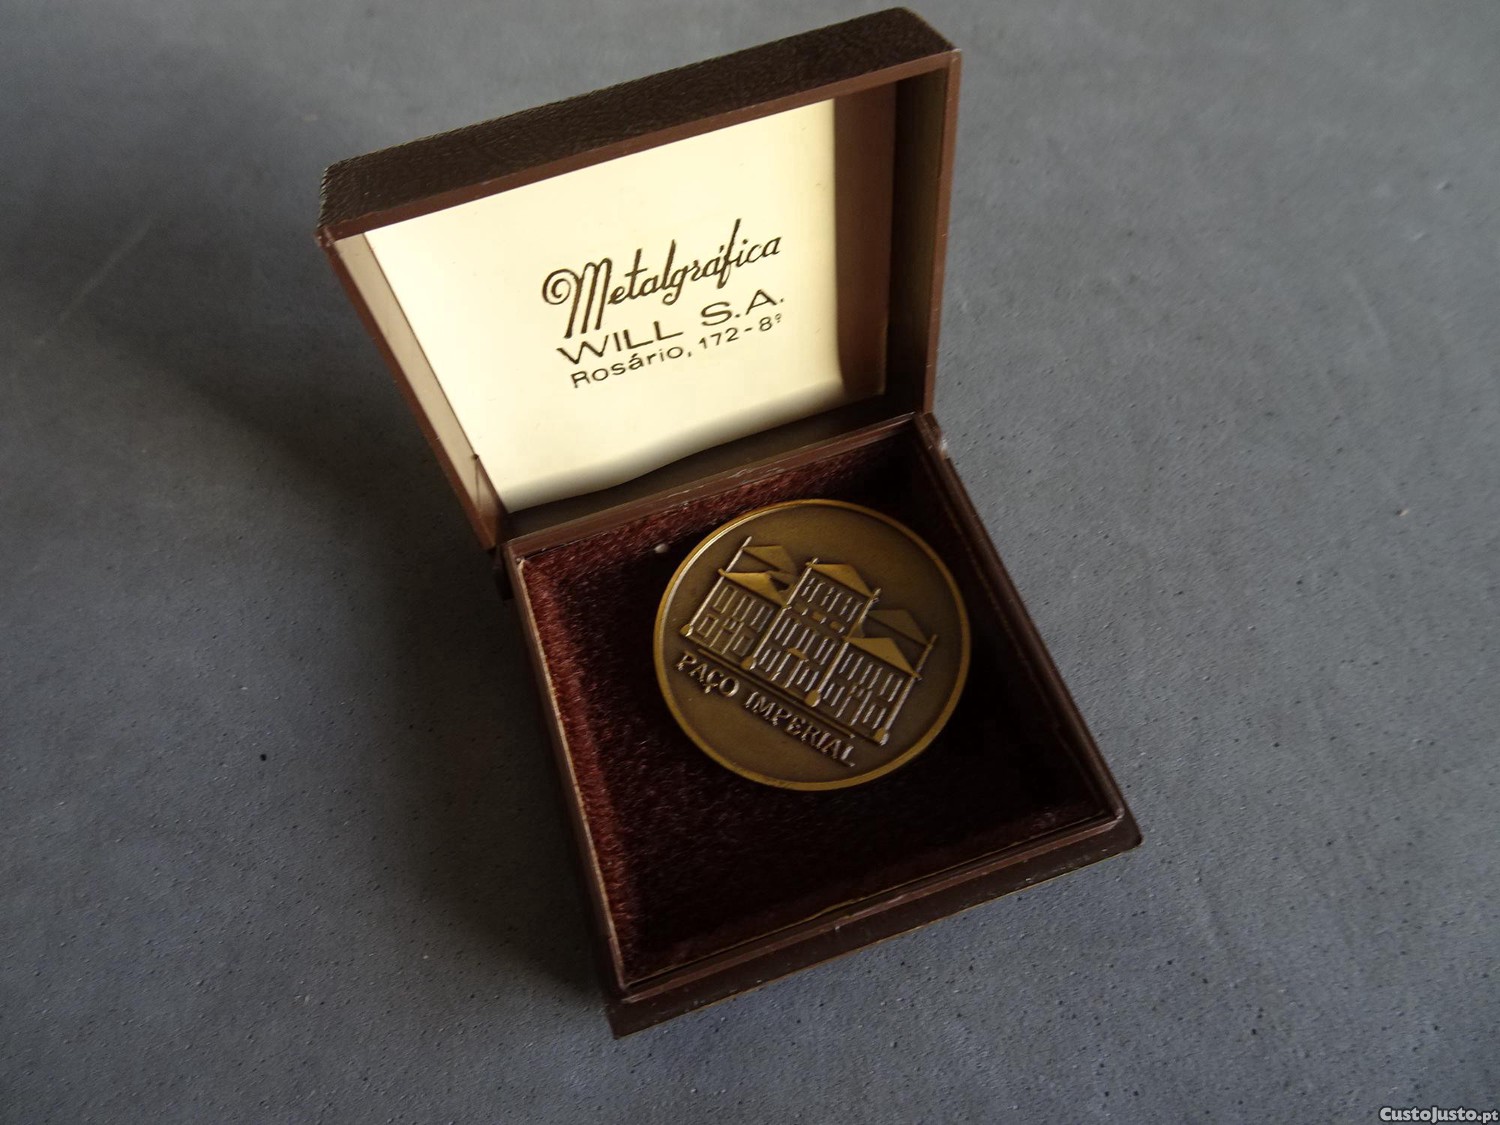 Metalgráfica
WILL S.A.
Rosário, 172-8º
PAÇO IMPERIAL
CustoJusto.pt